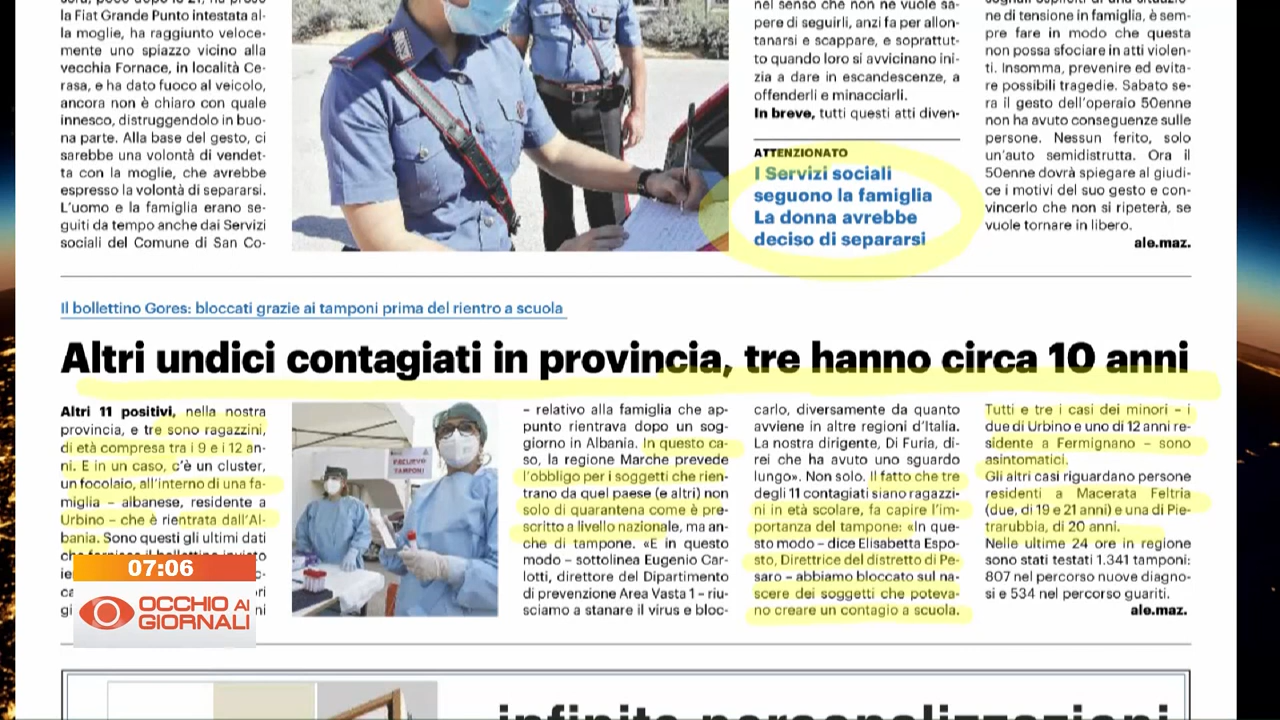 la Fiat Grande Punto intestata al-
la moglie, ha raggiunto veloce-
mente uno spiazzo vicino alla
vecchia Fornace, in località Ce-
rasa, e ha dato fuoco al veicolo,
ancora non è chiaro con quale
innesco, distruggendolo in buo-
na parte. Alla base del gesto, ci
sarebbe una volontà di vendet-
ta con la moglie, che avrebbe
espresso la volontà di separarsi.
L'uomo e la famiglia erano se-
guiti da tempo anche dai Servizi
sociali del Comune di San Co-
nel senso che non ne vuole sa-
pere di seguirli, anzi fa per allon-
tanarsi e scappare, e soprattut-
to quando loro si avvicinano ini-
zia a dare in escandescenze, a
offenderli e minacciarli.
In breve, tutti questi atti diven-
ATTENZIONATO
I Servizi sociali
seguono la famiglia
La donna avrebbe
deciso di separarsi
ne di tensione in famiglia, è sem-
pre fare in modo che questa
non possa sfociare in atti violen-
ti. Insomma, prevenire ed evita-
re possibili tragedie. Sabato se-
ra il gesto dell'operaio 50enne
non ha avuto conseguenze sulle
persone. Nessun ferito, solo
un'auto semidistrutta. Ora il
50enne dovrà spiegare al giudi-
ce i motivi del suo gesto e con-
vincerlo che non si ripeterà, se
vuole tornare in libero.
ale.maz.
Il bollettino Gores: bloccati grazie ai tamponi prima del rientro a scuola
Altri undici contagiati in provincia, tre hanno circa 10 anni
Altri 11 positivi, nella nostra
provincia, e tre sono ragazzini,
di età compresa tra i 9 e i 12 an-
ni. E in un caso, c'è un cluster,
un focolaio, all'interno di una fa-
miglia – albanese, residente a
Urbino – che è rientrata dall'Al-
bania. Sono questi gli ultimi dati
PRELIEVO
TAMPONI
– relativo alla famiglia che ap-
punto rientrava dopo un sog-
giorno in Albania. In questo ca-
so, la regione Marche prevede
l'obbligo per i soggetti che rien-
trano da quel paese (e altri) non
solo di quarantena come è pre-
scritto a livello nazionale, ma an-
che di tampone. «E in questo
modo – sottolinea Eugenio Car-
lotti, direttore del Dipartimento
di prevenzione Area Vasta 1 – riu-
sciamo a stanare il virus e bloc-
carlo, diversamente da quanto
avviene in altre regioni d'Italia.
La nostra dirigente, Di Furia, di-
rei che ha avuto uno sguardo
lungo». Non solo. Il fatto che tre
degli 11 contagiati siano ragazzi-
ni in età scolare, fa capire l'im-
portanza del tampone: «In que-
sto modo – dice Elisabetta Espo-
sto, Direttrice del distretto di Pe-
saro – abbiamo bloccato sul na-
scere dei soggetti che poteva-
no creare un contagio a scuola.
Tutti e tre i casi dei minori – i
due di Urbino e uno di 12 anni re-
sidente a Fermignano – sono
asintomatici.
Gli altri casi riguardano persone
residenti a Macerata Feltria
(due, di 19 e 21 anni) e una di Pie-
trarubbia, di 20 anni.
Nelle ultime 24 ore in regione
sono stati testati 1.341 tamponi:
807 nel percorso nuove diagno-
si e 534 nel percorso guariti.
ale.maz.
07:06
OCCHIO AI
GIORNALI